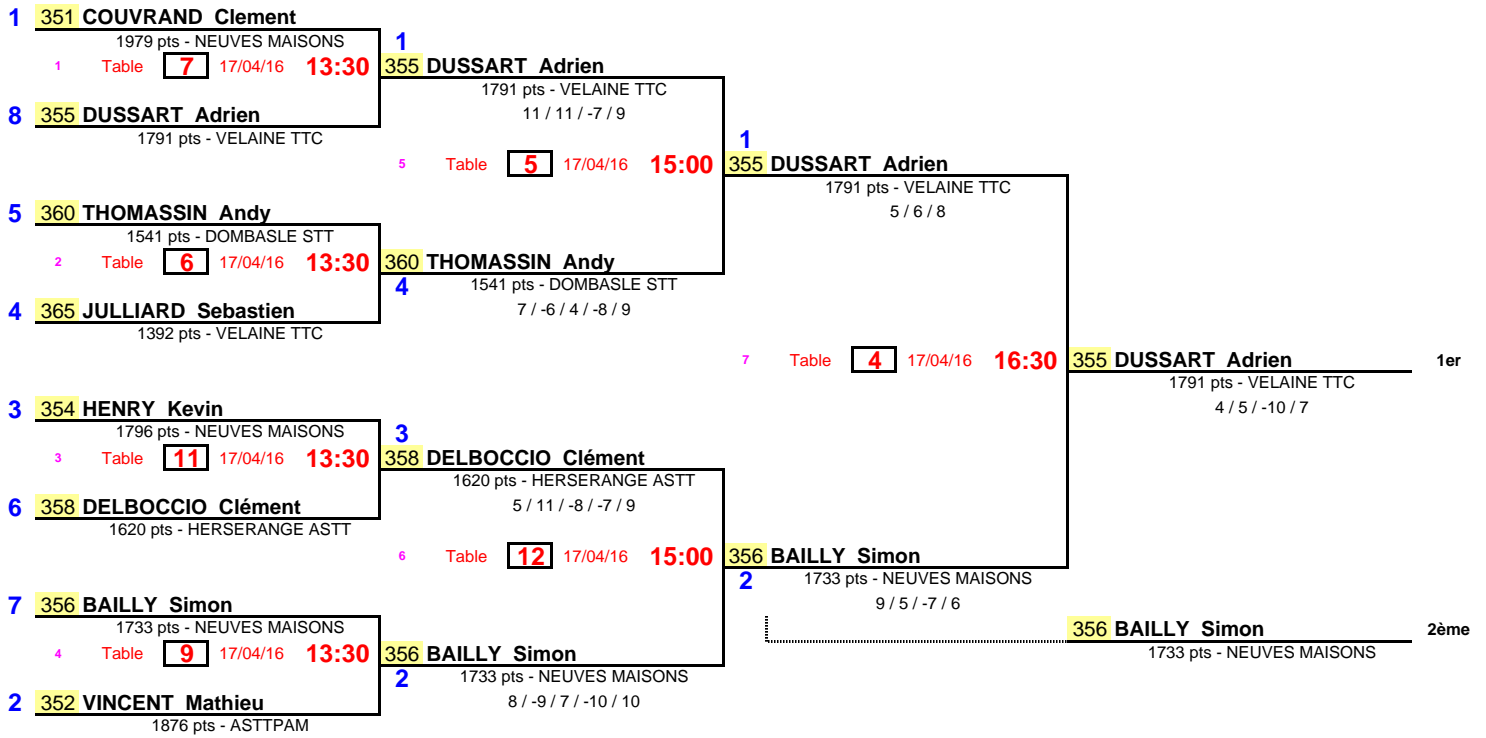 1 351 COUVRAND Clement
1979 pts - NEUVES MAISONS
1 Table 7 17/04/16 13:30
8 355 DUSSART Adrien
1791 pts - VELAINE TTC
5 360 THOMASSIN Andy
1541 pts - DOMBASLE STT
2 Table 6 17/04/16 13:30
4 365 JULLIARD Sebastien
1392 pts - VELAINE TTC
3 354 HENRY Kevin
1796 pts - NEUVES MAISONS
3 Table 11 17/04/16 13:30
6 358 DELBOCCIO Clément
1620 pts - HERSERANGE ASTT
7 356 BAILLY Simon
1733 pts - NEUVES MAISONS
4 Table 9 17/04/16 13:30
2 352 VINCENT Mathieu
1876 pts - ASTTPAM
1
355 DUSSART Adrien
1791 pts - VELAINE TTC
11 / 11 / -7 / 9
5 Table 5 17/04/16 15:00
360 THOMASSIN Andy
4
1541 pts - DOMBASLE STT
7 / -6 / 4 / -8 / 9
3
358 DELBOCCIO Clément
1620 pts - HERSERANGE ASTT
5 / 11 / -8 / -7 / 9
6 Table 12 17/04/16 15:00
356 BAILLY Simon
2
1733 pts - NEUVES MAISONS
8 / -9 / 7 / -10 / 10
1
355 DUSSART Adrien
1791 pts - VELAINE TTC
5 / 6 / 8
7 Table 4 17/04/16 16:30
356 BAILLY Simon
2
1733 pts - NEUVES MAISONS
9 / 5 / -7 / 6
355 DUSSART Adrien 1er
1791 pts - VELAINE TTC
4 / 5 / -10 / 7
356 BAILLY Simon 2ème
1733 pts - NEUVES MAISONS